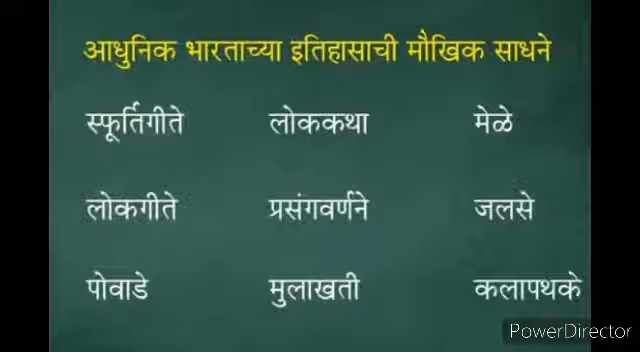 आधुनिक भारताच्या इतिहासाची मौखिक साधने
स्फूर्तिगीते लोककथा मेळे
लोकगीते प्रसंगवर्णने जलसे
पोवाडे मुलाखती कलापथके
PowerDirector